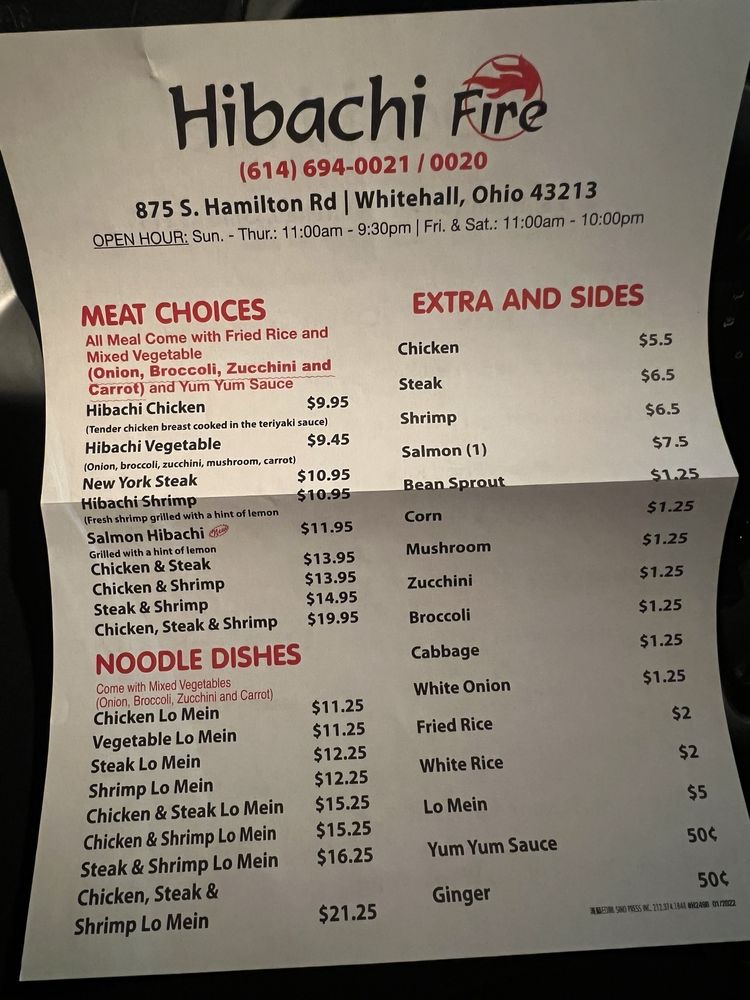 Hibachi Fire
(614) 694-0021 / 0020
875 S. Hamilton Rd | Whitehall, Ohio 43213
OPEN HOUR: Sun. - Thur.: 11:00am - 9:30pm | Fri. & Sat.: 11:00am - 10:00pm
MEAT CHOICES
All Meal Come with Fried Rice and
Mixed Vegetable
(Onion, Broccoli, Zucchini and
Carrot) and Yum Yum Sauce
Hibachi Chicken $9.95
(Tender chicken breast cooked in the teriyaki sauce)
Hibachi Vegetable $9.45
(Onion, broccoli, zucchini, mushroom, carrot)
New York Steak $10.95
Hibachi Shrimp $10.95
(Fresh shrimp grilled with a hint of lemon
Salmon Hibachi New $11.95
Grilled with a hint of lemon
Chicken & Steak $13.95
Chicken & Shrimp $13.95
Steak & Shrimp $14.95
Chicken, Steak & Shrimp $19.95
NOODLE DISHES
Come with Mixed Vegetables
(Onion, Broccoli, Zucchini and Carrot)
Chicken Lo Mein $11.25
Vegetable Lo Mein $11.25
Steak Lo Mein $12.25
Shrimp Lo Mein $12.25
Chicken & Steak Lo Mein $15.25
Chicken & Shrimp Lo Mein $15.25
Steak & Shrimp Lo Mein $16.25
Chicken, Steak &
Shrimp Lo Mein $21.25
EXTRA AND SIDES
Chicken $5.5
Steak $6.5
Shrimp $6.5
Salmon (1) $7.5
Bean Sprout $1.25
Corn $1.25
Mushroom $1.25
Zucchini $1.25
Broccoli $1.25
Cabbage $1.25
White Onion $1.25
Fried Rice $2
White Rice $2
Lo Mein $5
Yum Yum Sauce 50¢
Ginger 50¢
SINO PRESS INC. 212.374.1848 01/2022